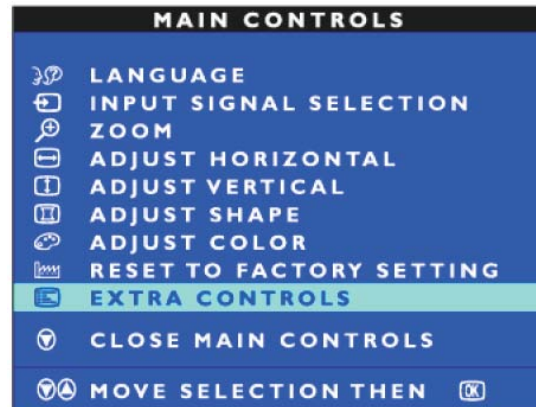 MAIN CONTROLS
LANGUAGE
INPUT SIGNAL SELECTION
ZOOM
ADJUST HORIZONTAL
ADJUST VERTICAL
ADJUST SHAPE
ADJUST COLOR
RESET TO FACTORY SETTING
EXTRA CONTROLS
CLOSE MAIN CONTROLS
MOVE SELECTION THEN OK